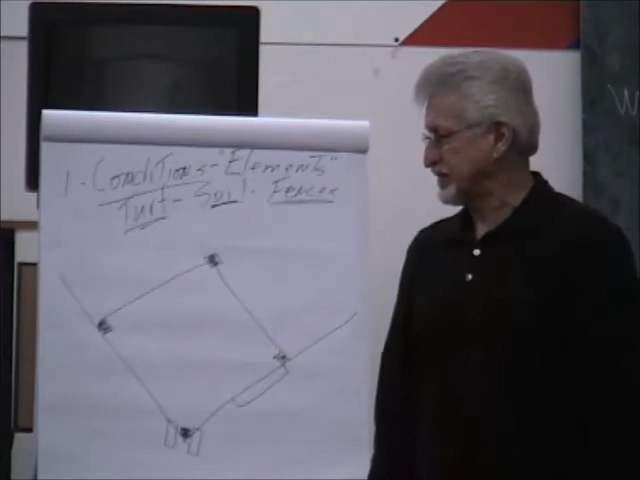 1. Conditions - "Elements"
Turf - Soil - Fences
W